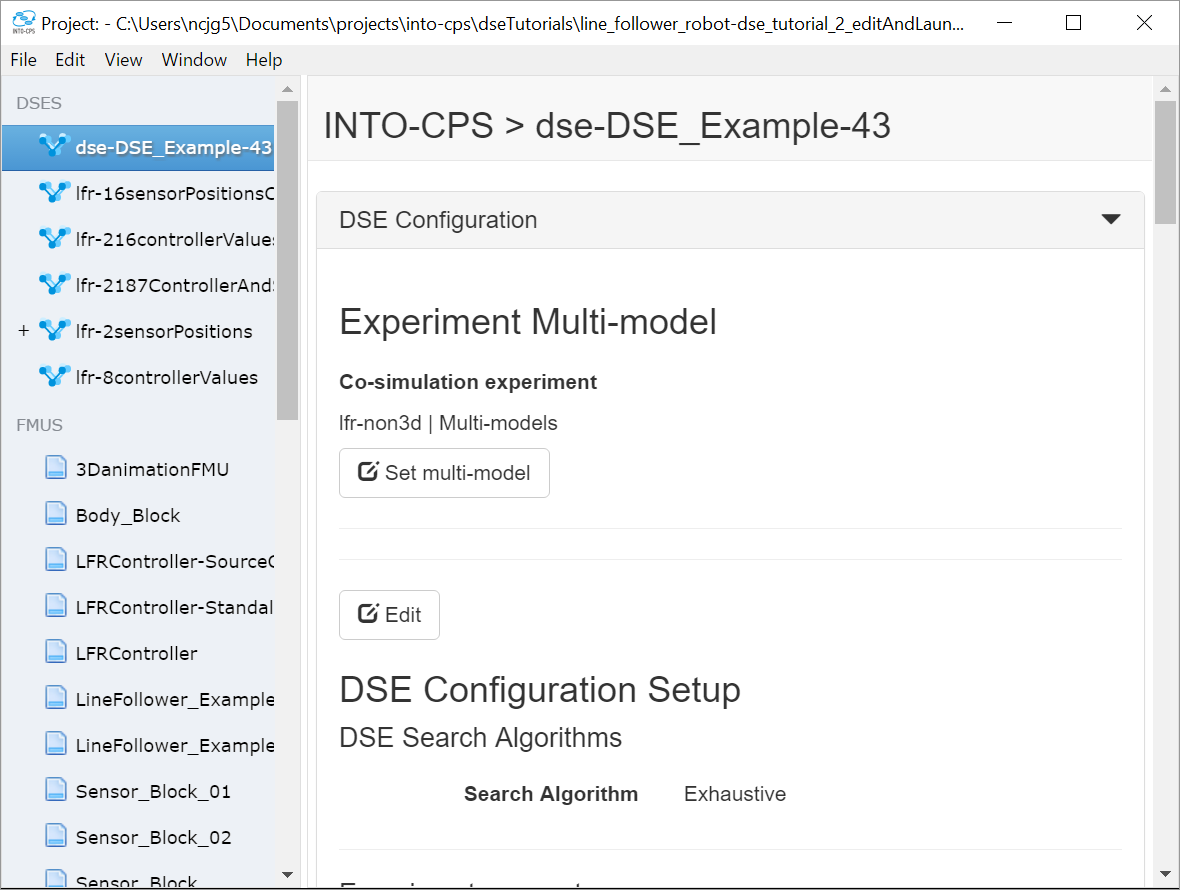 INTO-CPS
Project: - C:\Users\ncjg5\Documents\projects\into-cps\dseTutorials\line_follower_robot-dse_tutorial_2_editAndLaun...
File Edit View Window Help
DSES
dse-DSE_Example-43
lfr-16sensorPositionsC
lfr-216controllerValues
lfr-2187ControllerAnd
+ lfr-2sensorPositions
lfr-8controllerValues
FMUS
3DanimationFMU
Body_Block
LFRController-SourceC
LFRController-Standal
LFRController
LineFollower_Example
LineFollower_Example
Sensor_Block_01
Sensor_Block_02
Sensor_Block
INTO-CPS > dse-DSE_Example-43
DSE Configuration
Experiment Multi-model
Co-simulation experiment
lfr-non3d | Multi-models
Set multi-model
Edit
DSE Configuration Setup
DSE Search Algorithms
Search Algorithm Exhaustive